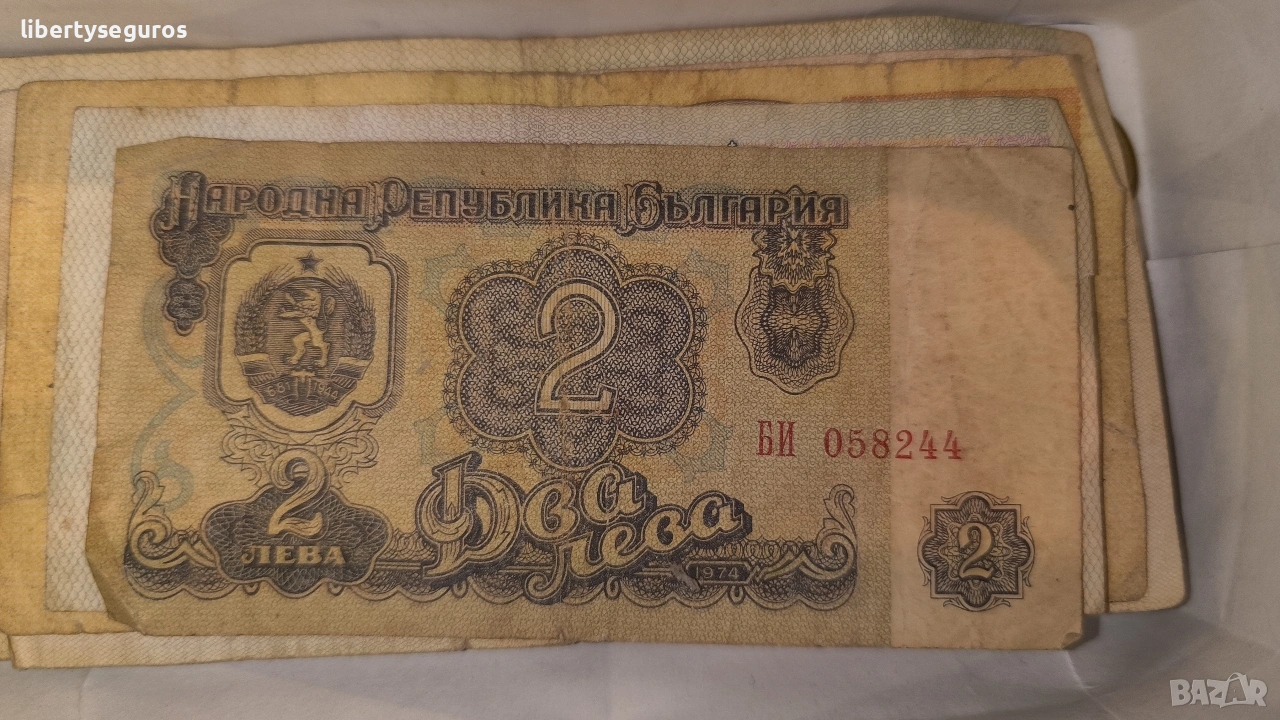 libertyseguros
Народна Република България
2
БИ 058244
2
ЛЕВА
Два
лева
1974
2
BAZAR